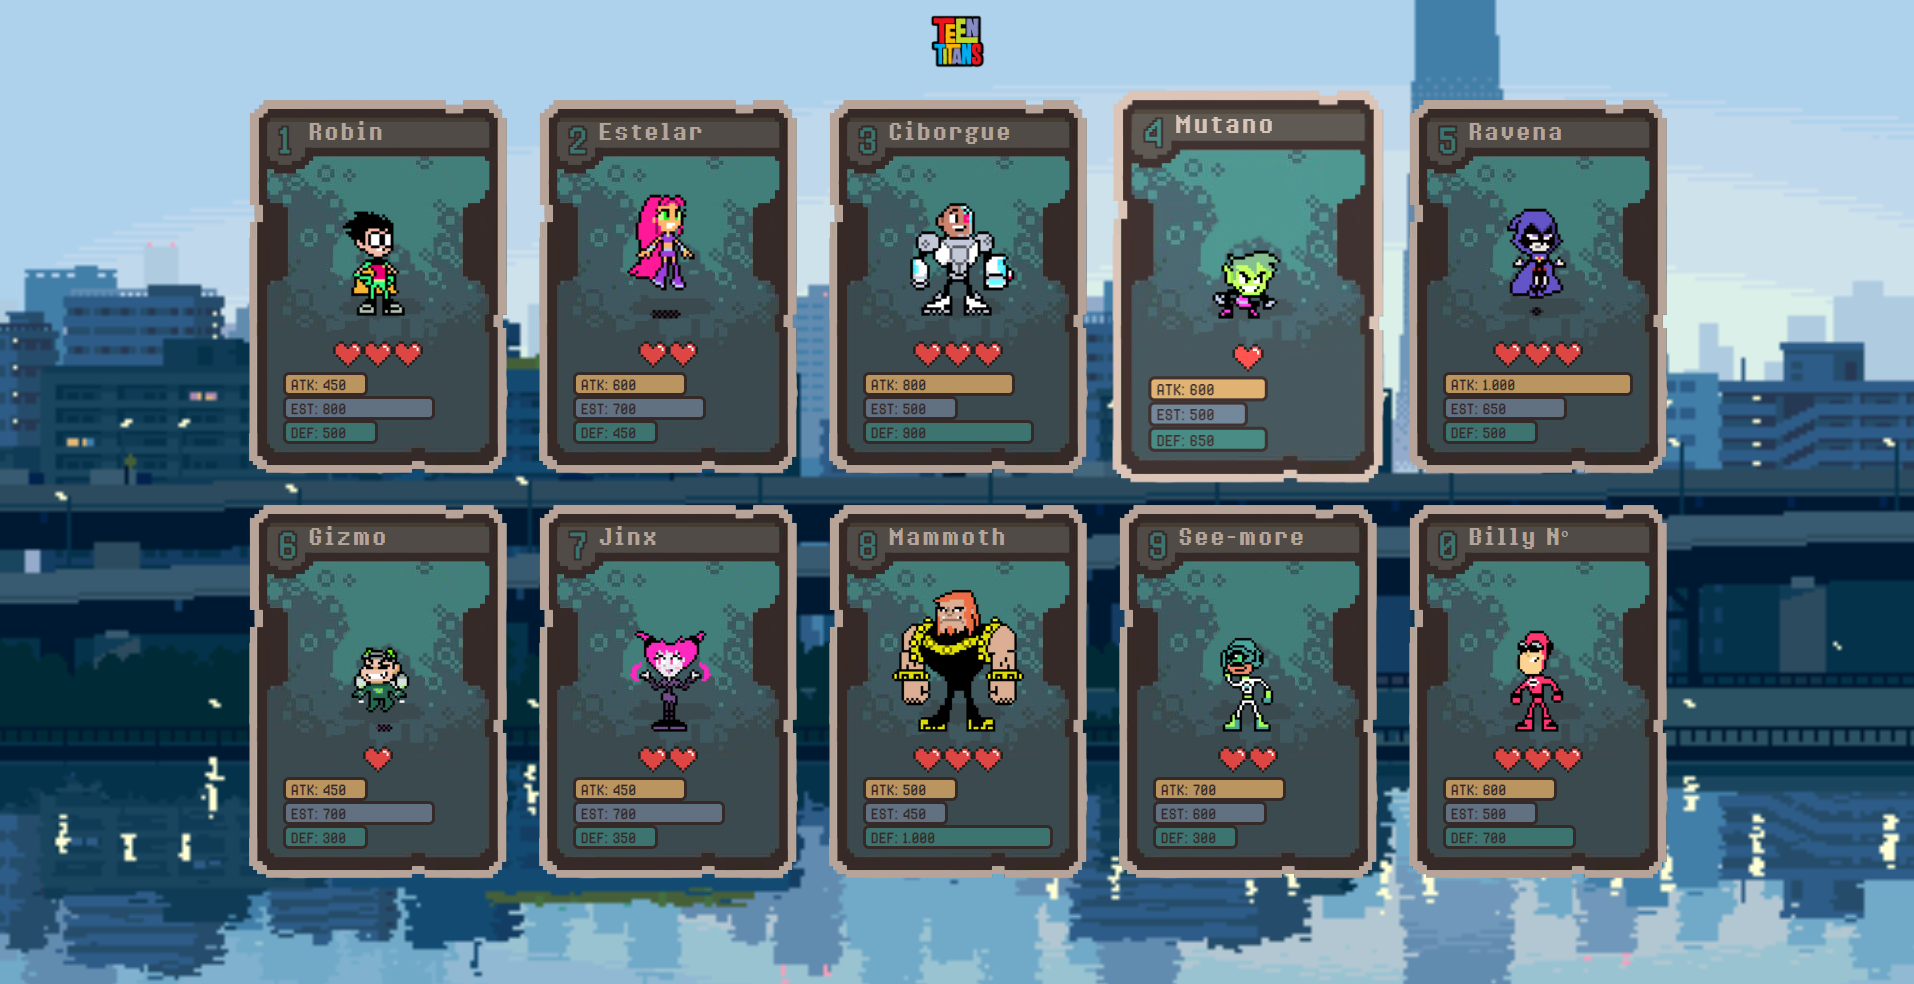 TEEN
TITANS
1 Robin
ATK: 450
EST: 800
DEF: 500
2 Estelar
ATK: 600
EST: 700
DEF: 450
3 Ciborgue
ATK: 800
EST: 500
DEF: 900
4 Mutano
ATK: 600
EST: 500
DEF: 650
5 Ravena
ATK: 1.000
EST: 650
DEF: 500
6 Gizmo
ATK: 450
EST: 700
DEF: 300
7 Jinx
ATK: 450
EST: 700
DEF: 350
8 Mammoth
ATK: 500
EST: 450
DEF: 1.000
9 See-more
ATK: 700
EST: 600
DEF: 300
0 Billy Nº
ATK: 600
EST: 500
DEF: 700